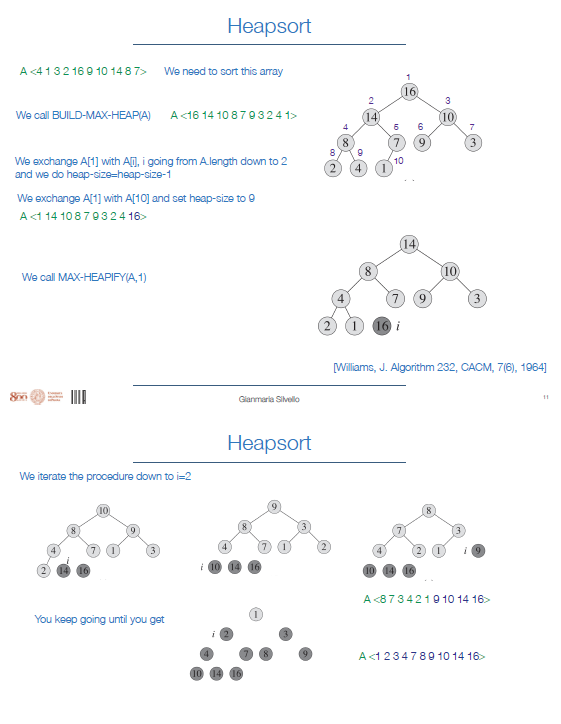 Heapsort
A <4 1 3 2 16 9 10 14 8 7> We need to sort this array
We call BUILD-MAX-HEAP(A) A <16 14 10 8 7 9 3 2 4 1>
We exchange A[1] with A[i], i going from A.length down to 2
and we do heap-size=heap-size-1
We exchange A[1] with A[10] and set heap-size to 9
A <1 14 10 8 7 9 3 2 4 16>
1
16
2 3
14 10
4 5 6 7
8 7 9 3
8 9 10
2 4 1
We call MAX-HEAPIFY(A,1)
14
8 10
4 7 9 3
2 1 16 i
[Williams, J. Algorithm 232, CACM, 7(6), 1964]
800
Gianmaria Silvello
11
Heapsort
We iterate the procedure down to i=2
10
8 9
4 7 1 3
i
2 14 16
9
8 3
4 7 1 2
i 10 14 16
8
7 3
4 2 1 i 9
10 14 16
A <8 7 3 4 2 1 9 10 14 16>
You keep going until you get
1
i 2 3
4 7 8 9
10 14 16
A <1 2 3 4 7 8 9 10 14 16>